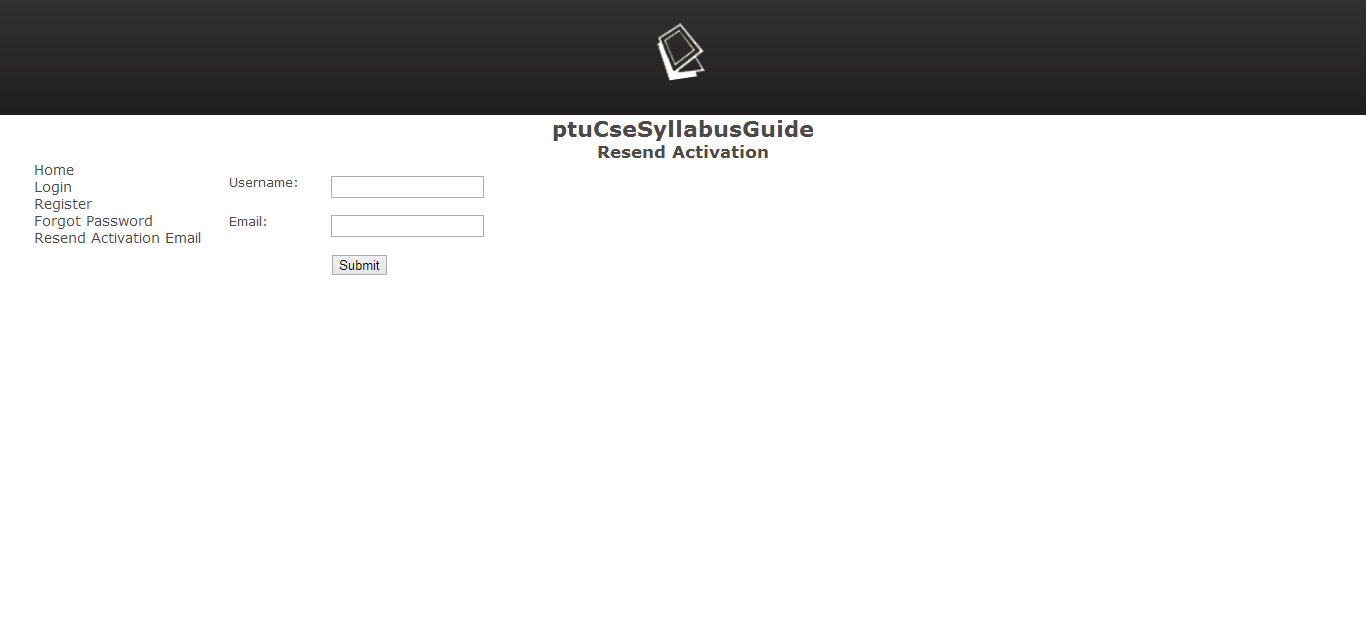 ptuCseSyllabusGuide
Resend Activation
Home
Login
Register
Forgot Password
Resend Activation Email
Username:
Email:
Submit